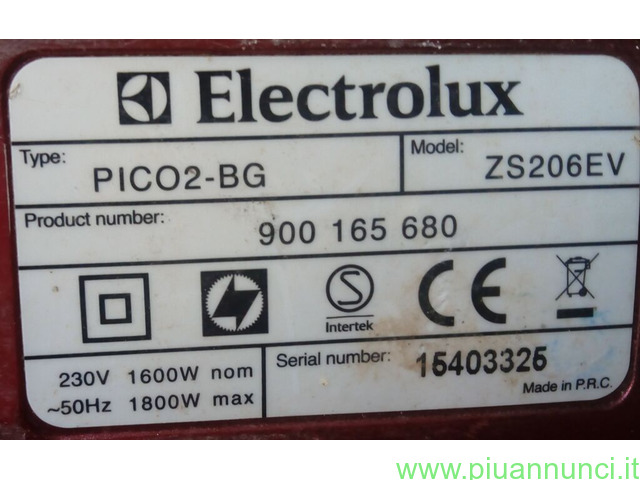 Electrolux
Type: PICO2-BG
Model: ZS206EV
Product number: 900 165 680
S
Intertek
CE
230V 1600W nom
~50Hz 1800W max
Serial number: 15403325
Made in P.R.C.
www.piuannunci.it